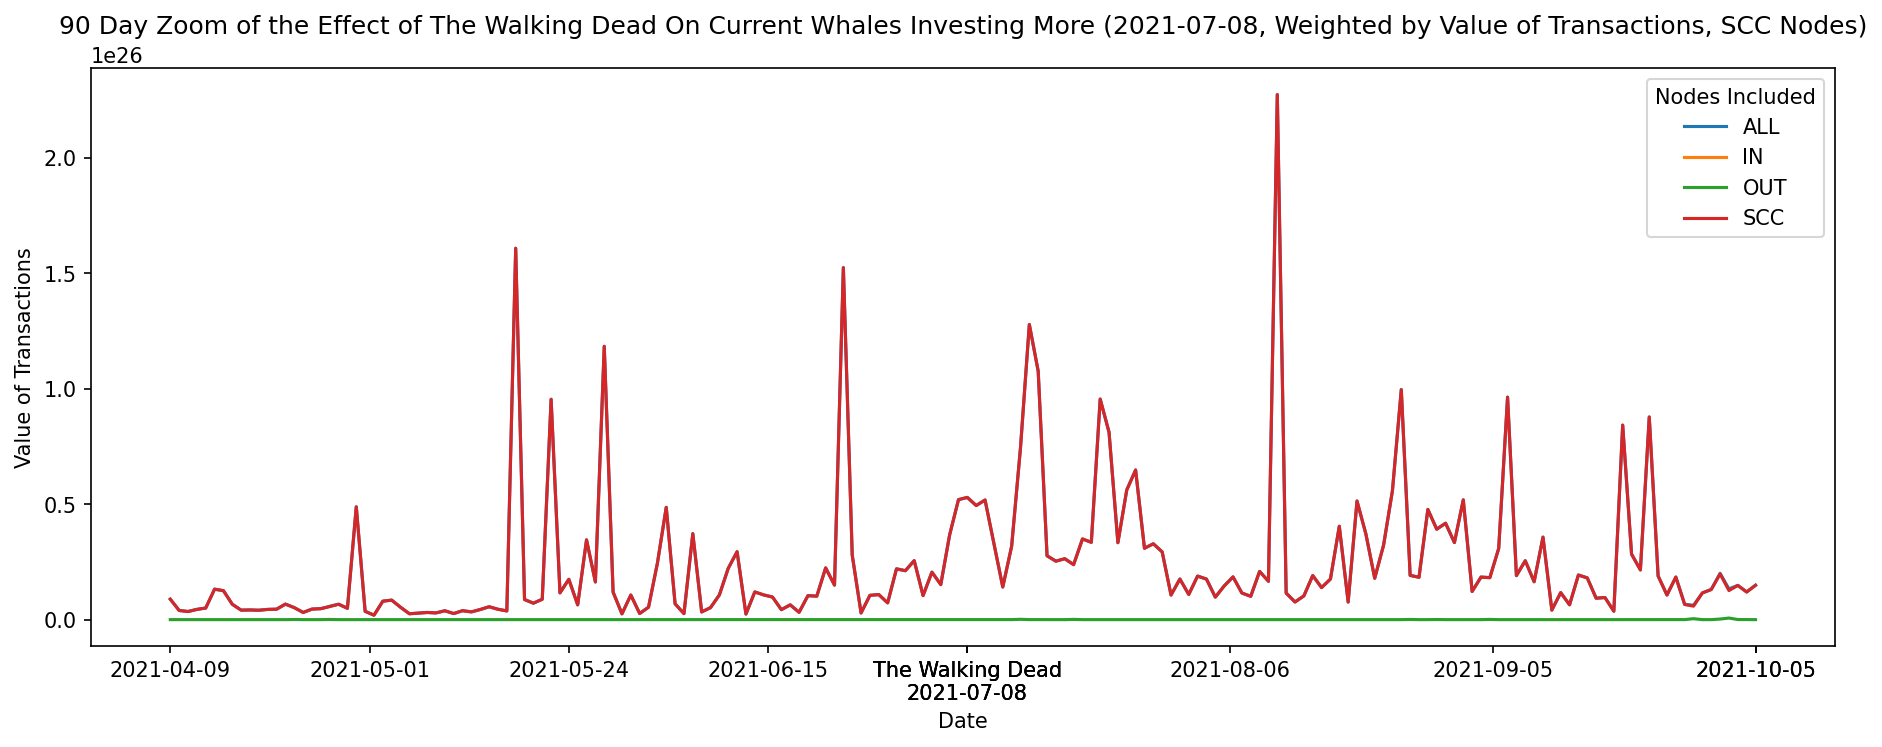 90 Day Zoom of the Effect of The Walking Dead On Current Whales Investing More (2021-07-08, Weighted by Value of Transactions, SCC Nodes)
1e26
Nodes Included
ALL
IN
OUT
SCC
2.0
1.5
1.0
0.5
0.0
Value of Transactions
2021-04-09 2021-05-01 2021-05-24 2021-06-15 The Walking Dead 2021-08-06 2021-09-05 2021-10-05
2021-07-08
Date